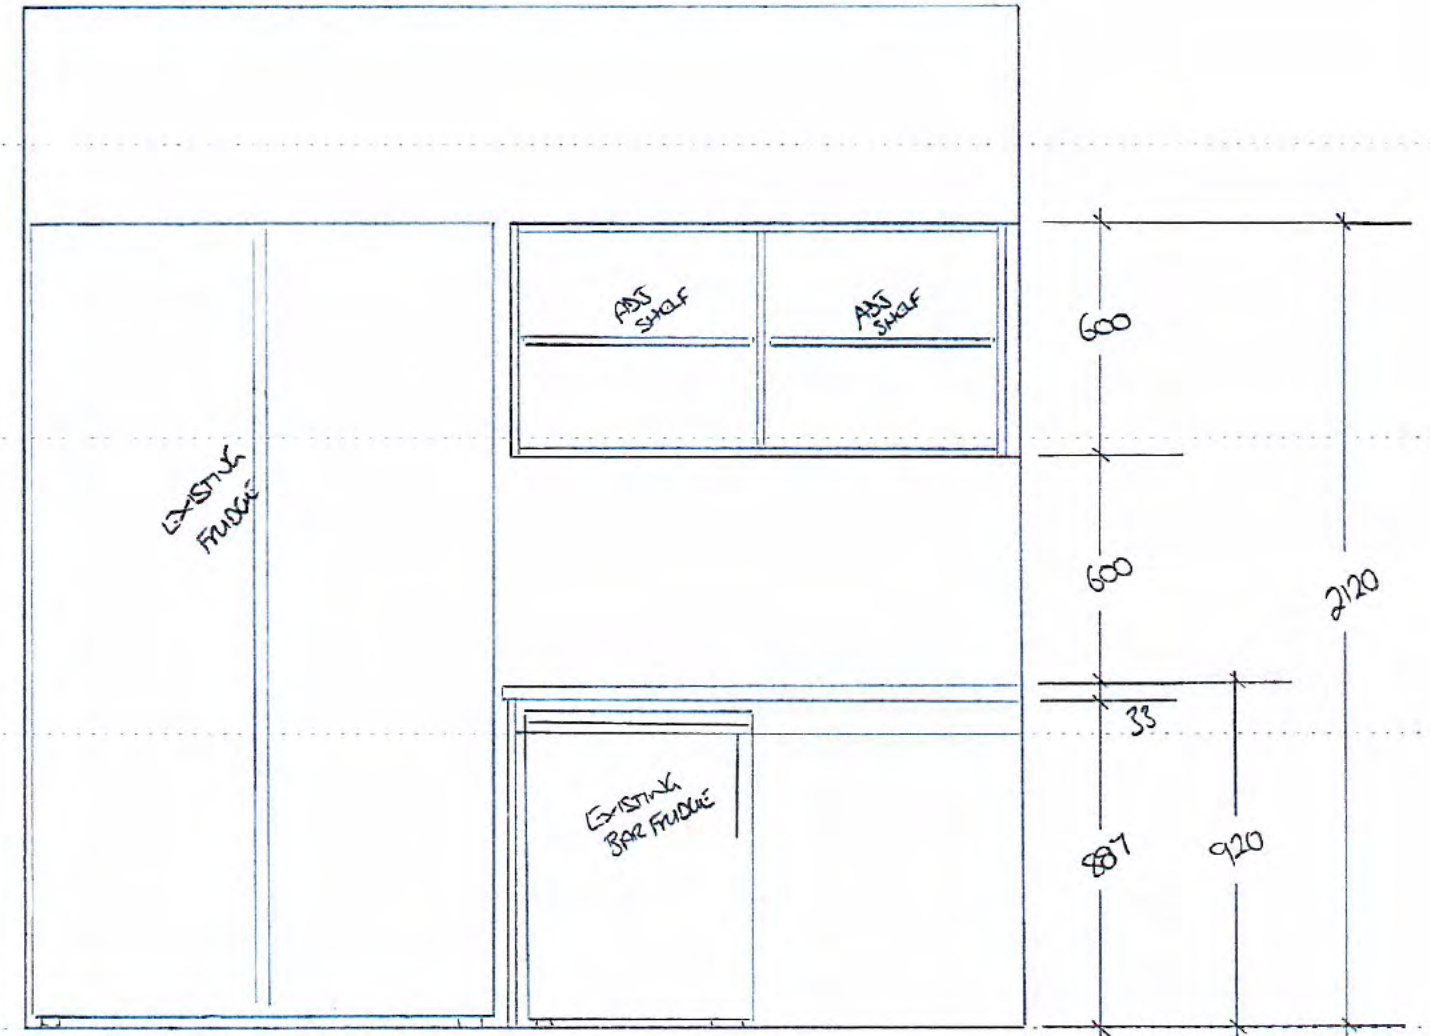 ADJ
SHELF
ADJ
SHELF
600
EXISTING
FRIDGE
600
2120
33
EXISTING
BAR FRIDGE
887
920